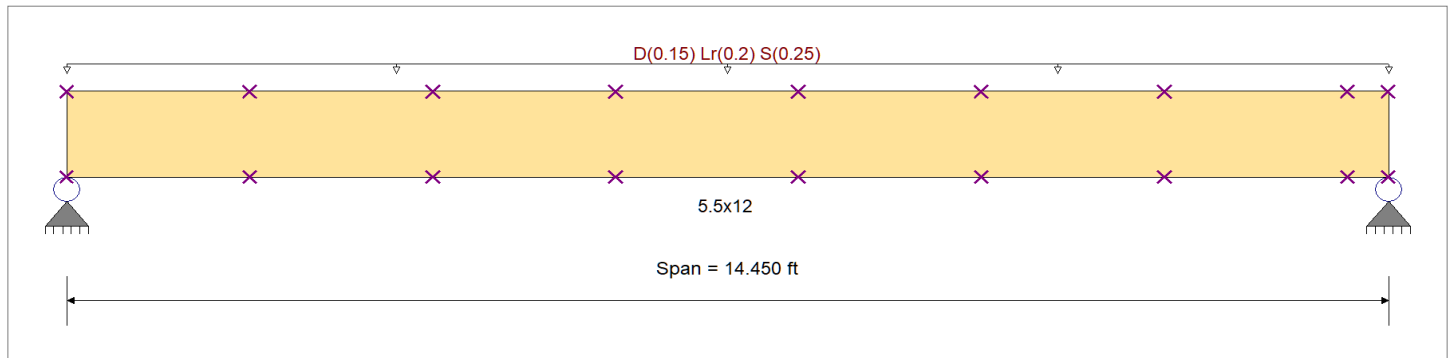 D(0.15) Lr(0.2) S(0.25)
5.5x12
Span = 14.450 ft